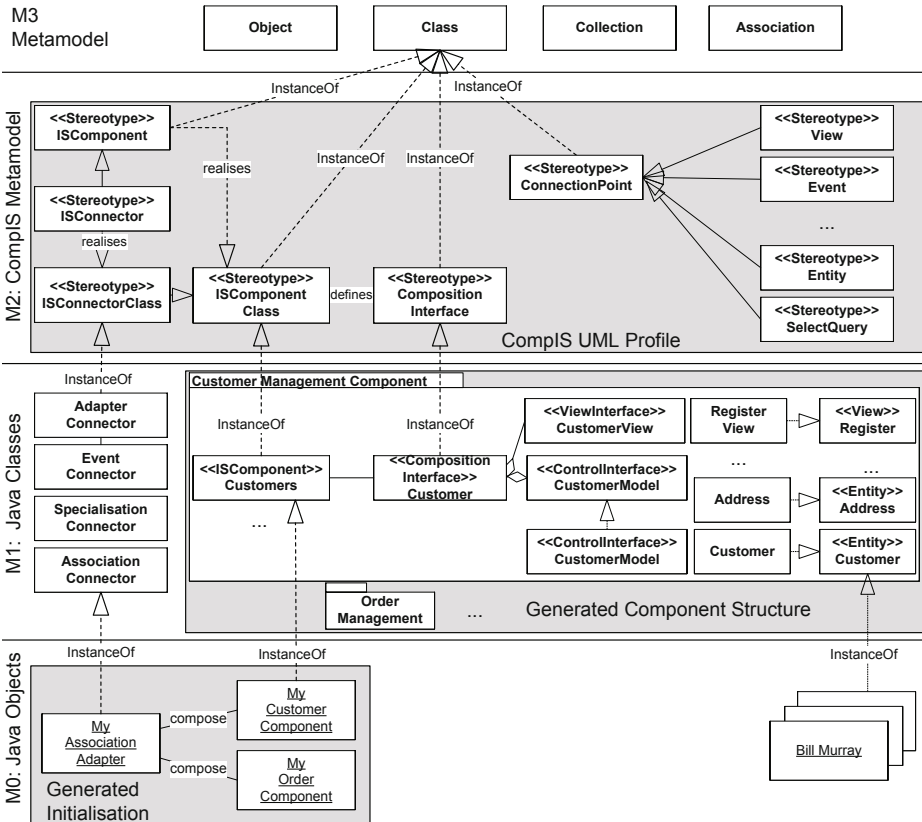 M3
Metamodel
Object
Class
Collection
Association
M2: CompIS Metamodel
InstanceOf
InstanceOf
<<Stereotype>>
ISComponent
<<Stereotype>>
View
realises
InstanceOf
InstanceOf
<<Stereotype>>
ConnectionPoint
<<Stereotype>>
Event
<<Stereotype>>
ISConnector
...
realises
<<Stereotype>>
ISConnectorClass
<<Stereotype>>
ISComponent
Class
defines
<<Stereotype>>
Composition
Interface
<<Stereotype>>
Entity
<<Stereotype>>
SelectQuery
CompIS UML Profile
M1: Java Classes
InstanceOf
Adapter
Connector
Event
Connector
Specialisation
Connector
Association
Connector
Customer Management Component
InstanceOf
InstanceOf
<<ViewInterface>>
CustomerView
Register
View
<<View>>
Register
<<ISComponent>>
Customers
<<Composition
Interface>>
Customer
<<ControlInterface>>
CustomerModel
...
...
...
Address
<<Entity>>
Address
<<ControlInterface>>
CustomerModel
Customer
<<Entity>>
Customer
Order
Management
...
Generated Component Structure
M0: Java Objects
InstanceOf
InstanceOf
InstanceOf
My
Association
Adapter
compose
My
Customer
Component
compose
My
Order
Component
Bill Murray
Generated
Initialisation